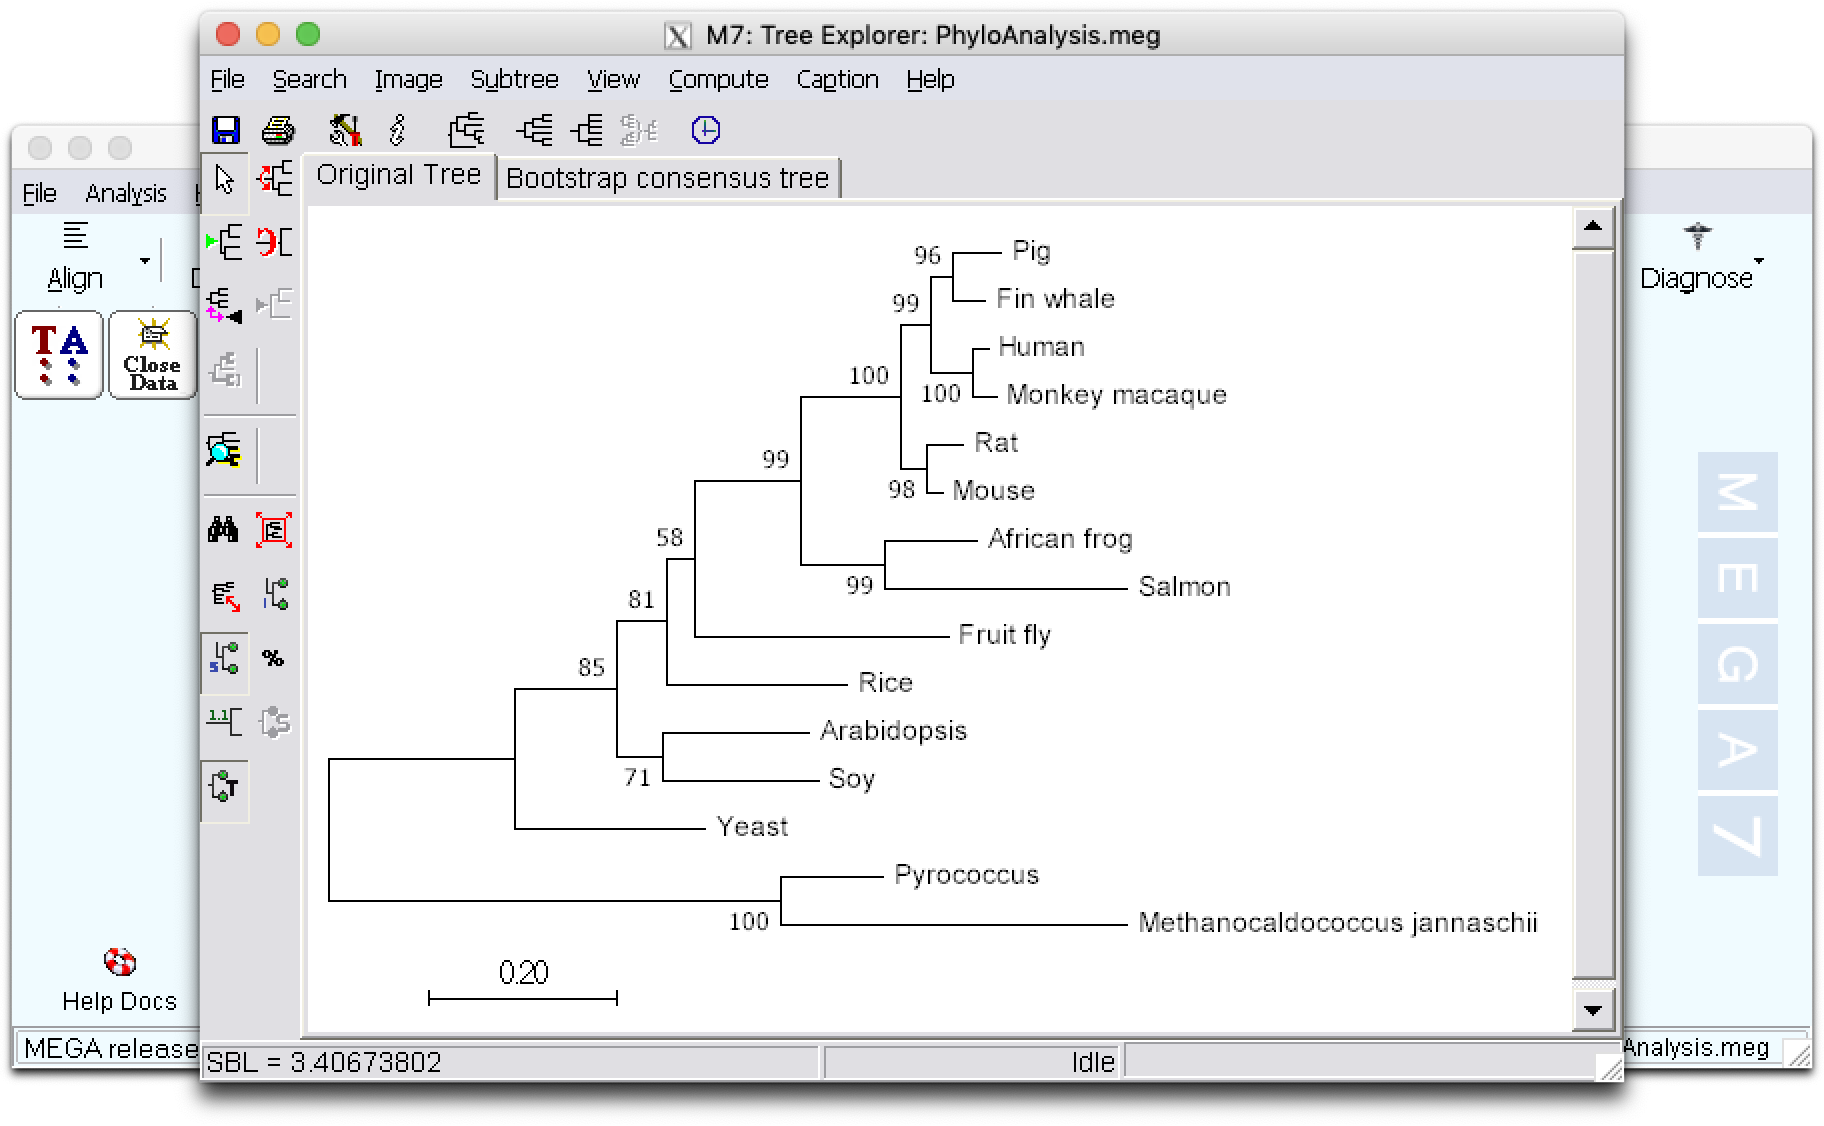 M7: Tree Explorer: PhyloAnalysis.meg
File Search Image Subtree View Compute Caption Help
File Analysis
Original Tree Bootstrap consensus tree
Align
Diagnose
T A
Close
Data
96 Pig
99 Fin whale
Human
100 100 Monkey macaque
Rat
99
98 Mouse
58 African frog
99 Salmon
81 Fruit fly
85 Rice
Arabidopsis
71 Soy
Yeast
Pyrococcus
100 Methanocaldococcus jannaschii
0.20
1.1
%
S
T
M
E
G
A
7
Help Docs
MEGA release
SBL = 3.40673802 Idle
Analysis.meg